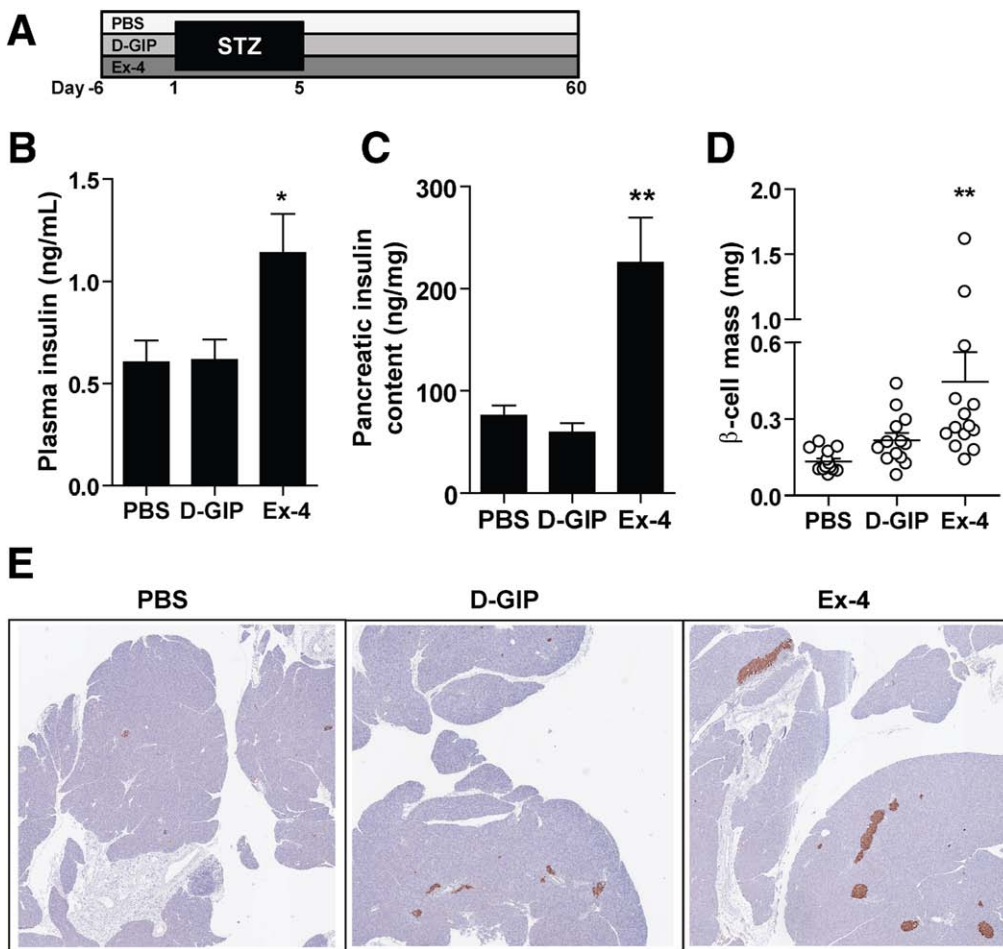 A
PBS
D-GIP
Ex-4
STZ
Day -6 1 5 60
B
Plasma insulin (ng/mL)
1.5
1.0
0.5
0.0
*
PBS D-GIP Ex-4
C
Pancreatic insulin
content (ng/mg)
300
200
100
0
**
PBS D-GIP Ex-4
D
β-cell mass (mg)
2.0
1.5
1.0
0.6
0.3
0.0
**
PBS D-GIP Ex-4
E
PBS D-GIP Ex-4